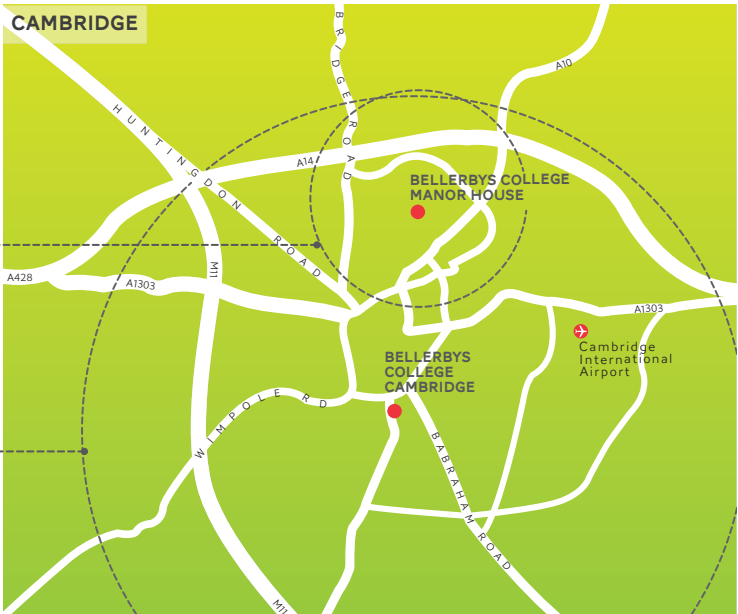 CAMBRIDGE
BRIDGE ROAD
A10
HUNTINGDON ROAD
A14
BELLERBYS COLLEGE
MANOR HOUSE
A428
A1303
M11
A1303
Cambridge
International
Airport
BELLERBYS
COLLEGE
CAMBRIDGE
WIMPOLE RD
BABRAHAM ROAD
M11